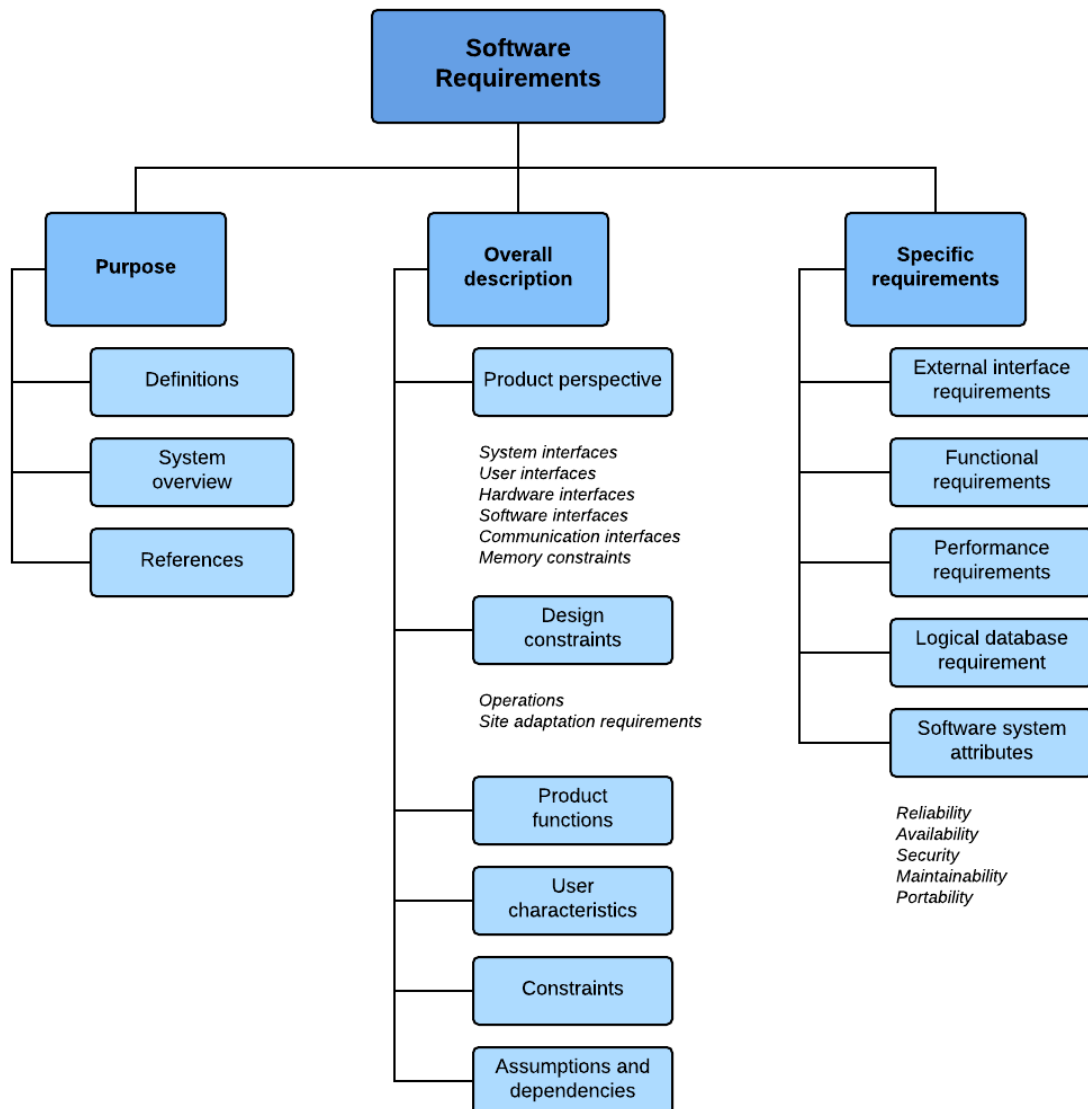 Software
Requirements
Purpose
Definitions
System
overview
References
Overall
description
Product perspective
System interfaces
User interfaces
Hardware interfaces
Software interfaces
Communication interfaces
Memory constraints
Design
constraints
Operations
Site adaptation requirements
Product
functions
User
characteristics
Constraints
Assumptions and
dependencies
Specific
requirements
External interface
requirements
Functional
requirements
Performance
requirements
Logical database
requirement
Software system
attributes
Reliability
Availability
Security
Maintainability
Portability